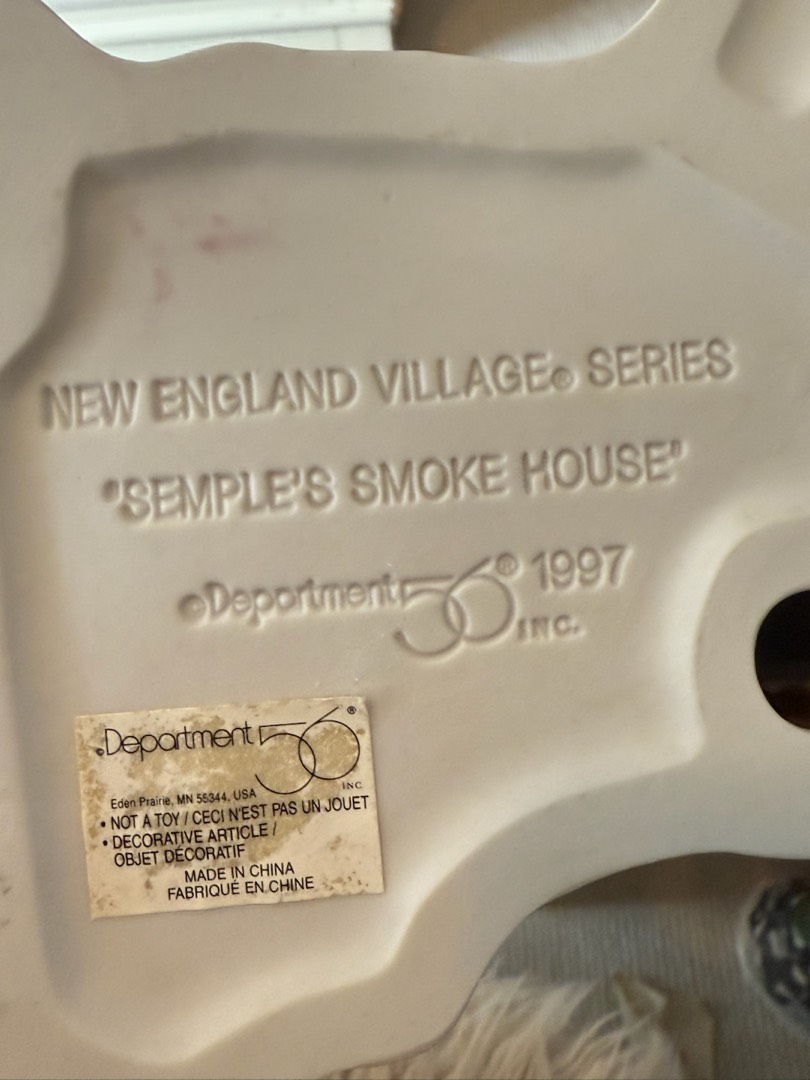 NEW ENGLAND VILLAGE® SERIES
"SEMPLE'S SMOKE HOUSE"
©Department 56® 1997
INC.
©Department 56®
INC
Eden Prairie, MN 55344, USA
• NOT A TOY / CECI N'EST PAS UN JOUET
• DECORATIVE ARTICLE /
OBJET DÉCORATIF
MADE IN CHINA
FABRIQUÉ EN CHINE